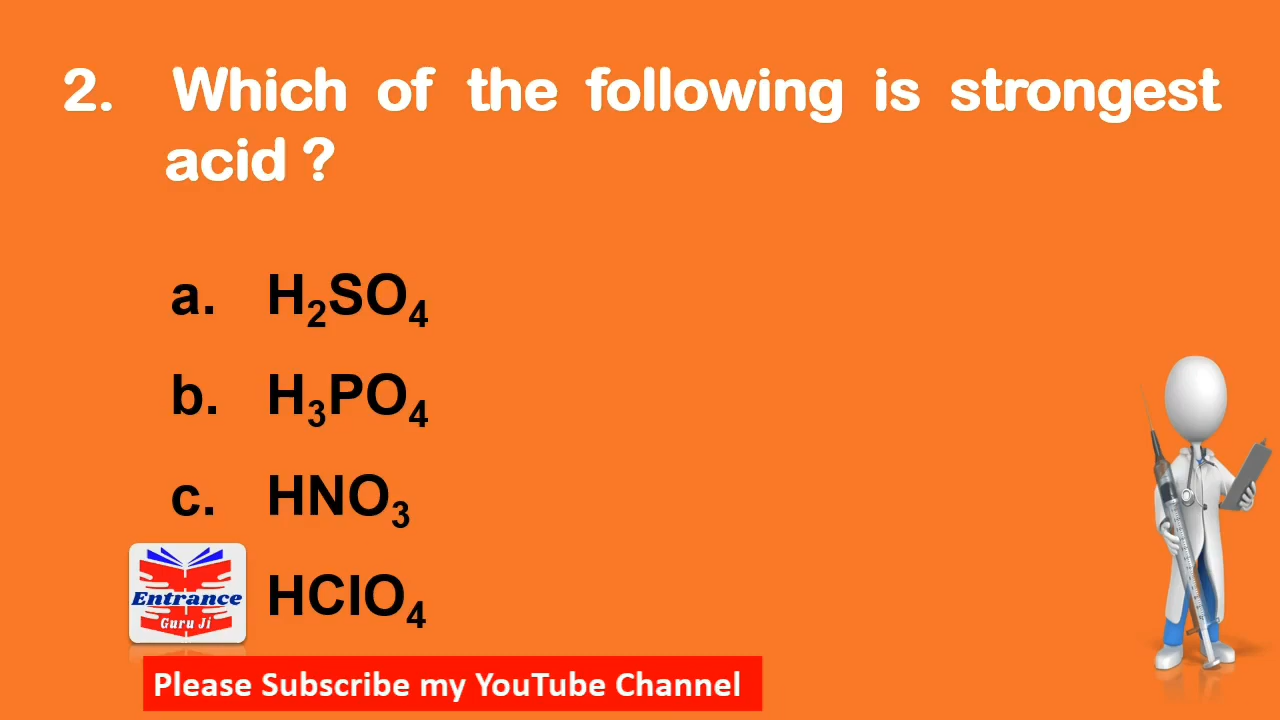 2. Which of the following is strongest
acid ?
a. H₂SO₄
b. H₃PO₄
c. HNO₃
HClO₄
Entrance
Guru Ji
Please Subscribe my YouTube Channel